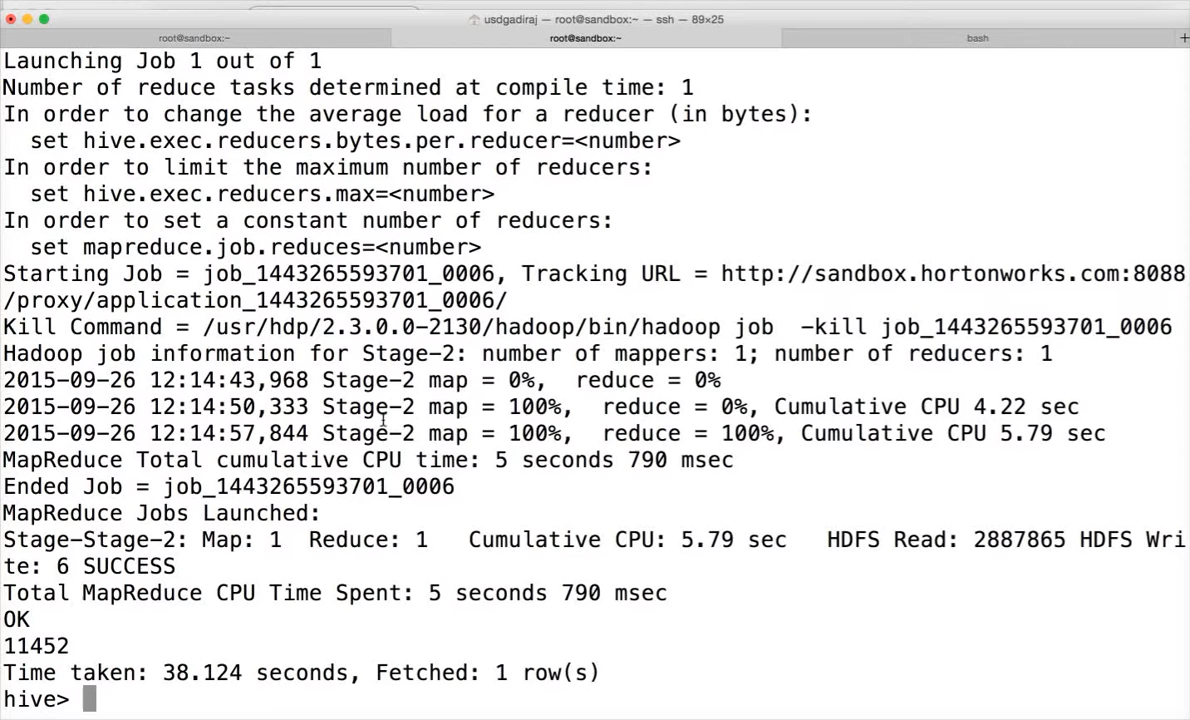 usdgadiraj — root@sandbox:~ — ssh — 89×25
root@sandbox:~ root@sandbox:~ bash +
Launching Job 1 out of 1
Number of reduce tasks determined at compile time: 1
In order to change the average load for a reducer (in bytes):
  set hive.exec.reducers.bytes.per.reducer=<number>
In order to limit the maximum number of reducers:
  set hive.exec.reducers.max=<number>
In order to set a constant number of reducers:
  set mapreduce.job.reduces=<number>
Starting Job = job_1443265593701_0006, Tracking URL = http://sandbox.hortonworks.com:8088
/proxy/application_1443265593701_0006/
Kill Command = /usr/hdp/2.3.0.0-2130/hadoop/bin/hadoop job  -kill job_1443265593701_0006
Hadoop job information for Stage-2: number of mappers: 1; number of reducers: 1
2015-09-26 12:14:43,968 Stage-2 map = 0%,  reduce = 0%
2015-09-26 12:14:50,333 Stage-2 map = 100%,  reduce = 0%, Cumulative CPU 4.22 sec
2015-09-26 12:14:57,844 Stage-2 map = 100%,  reduce = 100%, Cumulative CPU 5.79 sec
MapReduce Total cumulative CPU time: 5 seconds 790 msec
Ended Job = job_1443265593701_0006
MapReduce Jobs Launched:
Stage-Stage-2: Map: 1  Reduce: 1   Cumulative CPU: 5.79 sec   HDFS Read: 2887865 HDFS Wri
te: 6 SUCCESS
Total MapReduce CPU Time Spent: 5 seconds 790 msec
OK
11452
Time taken: 38.124 seconds, Fetched: 1 row(s)
hive>